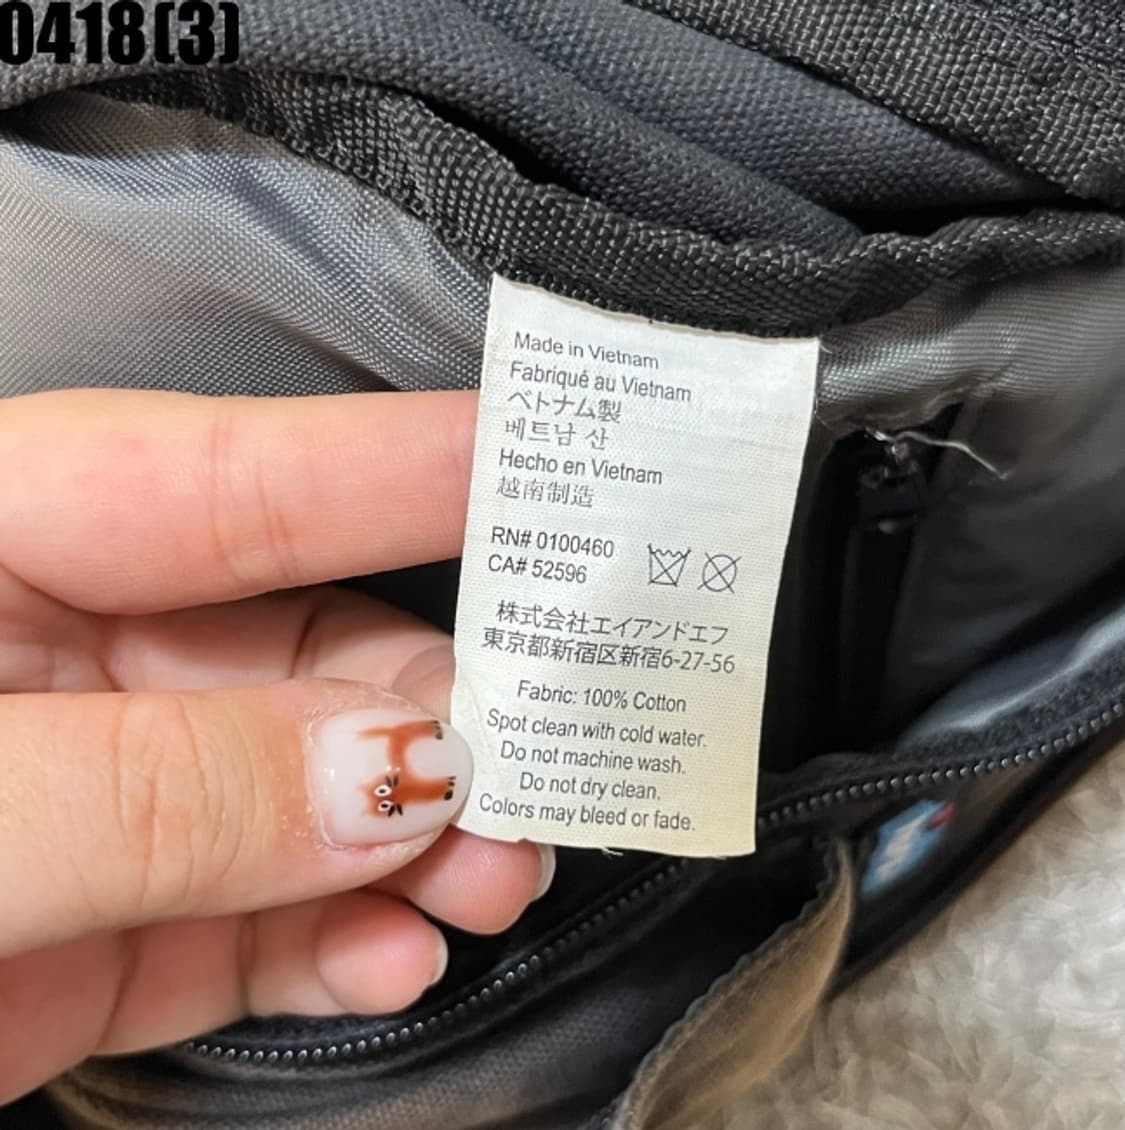 0418(3)
Made in Vietnam
Fabriqué au Vietnam
ベトナム製
베트남 산
Hecho en Vietnam
越南制造
RN# 0100460
CA# 52596
株式会社エイアンドエフ
東京都新宿区新宿6-27-56
Fabric: 100% Cotton
Spot clean with cold water.
Do not machine wash.
Do not dry clean.
Colors may bleed or fade.